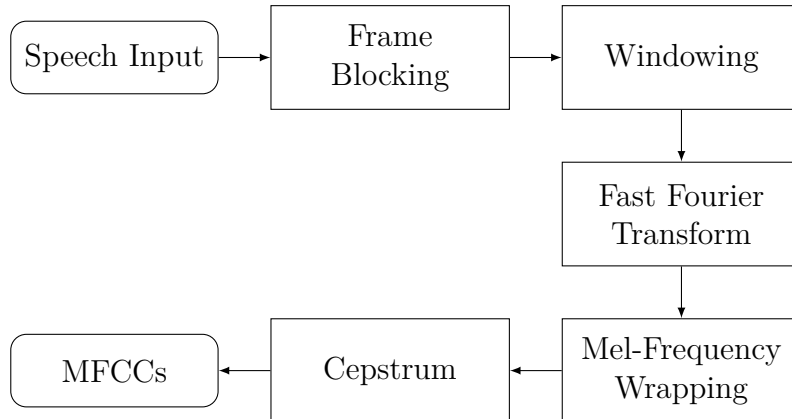 Speech Input
Frame
Blocking
Windowing
Fast Fourier
Transform
Mel-Frequency
Wrapping
Cepstrum
MFCCs